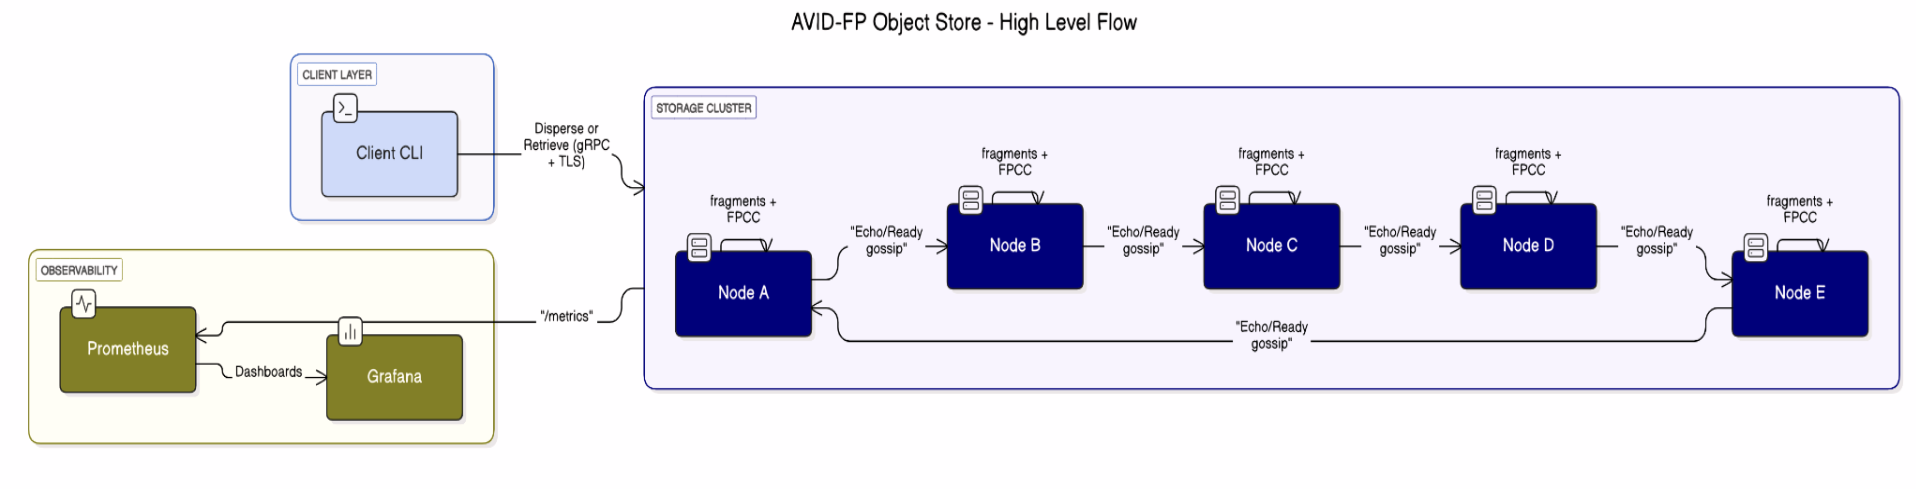 AVID-FP Object Store - High Level Flow
CLIENT LAYER
Client CLI
Disperse or
Retrieve (gRPC
+ TLS)
STORAGE CLUSTER
fragments +
FPCC
Node A
"Echo/Ready
gossip"
fragments +
FPCC
Node B
"Echo/Ready
gossip"
fragments +
FPCC
Node C
"Echo/Ready
gossip"
fragments +
FPCC
Node D
"Echo/Ready
gossip"
fragments +
FPCC
Node E
"Echo/Ready
gossip"
OBSERVABILITY
"/metrics"
Prometheus
Dashboards
Grafana